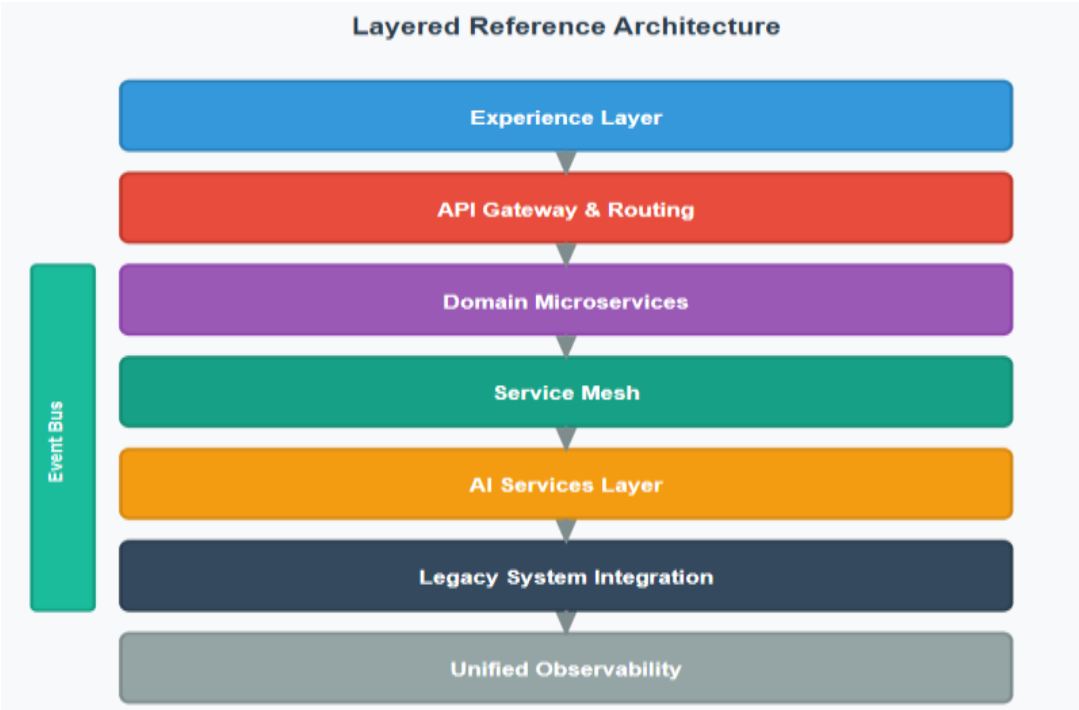 Layered Reference Architecture
Experience Layer
API Gateway & Routing
Domain Microservices
Service Mesh
Event Bus
AI Services Layer
Legacy System Integration
Unified Observability